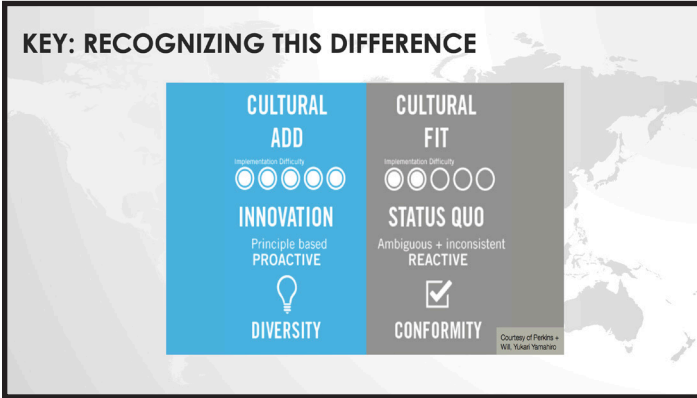 KEY: RECOGNIZING THIS DIFFERENCE
CULTURAL
ADD
Implementation Difficulty
INNOVATION
Principle based
PROACTIVE
DIVERSITY
CULTURAL
FIT
Implementation Difficulty
STATUS QUO
Ambiguous + inconsistent
REACTIVE
CONFORMITY
Courtesy of Perkins +
Will, Yukari Yamahiro